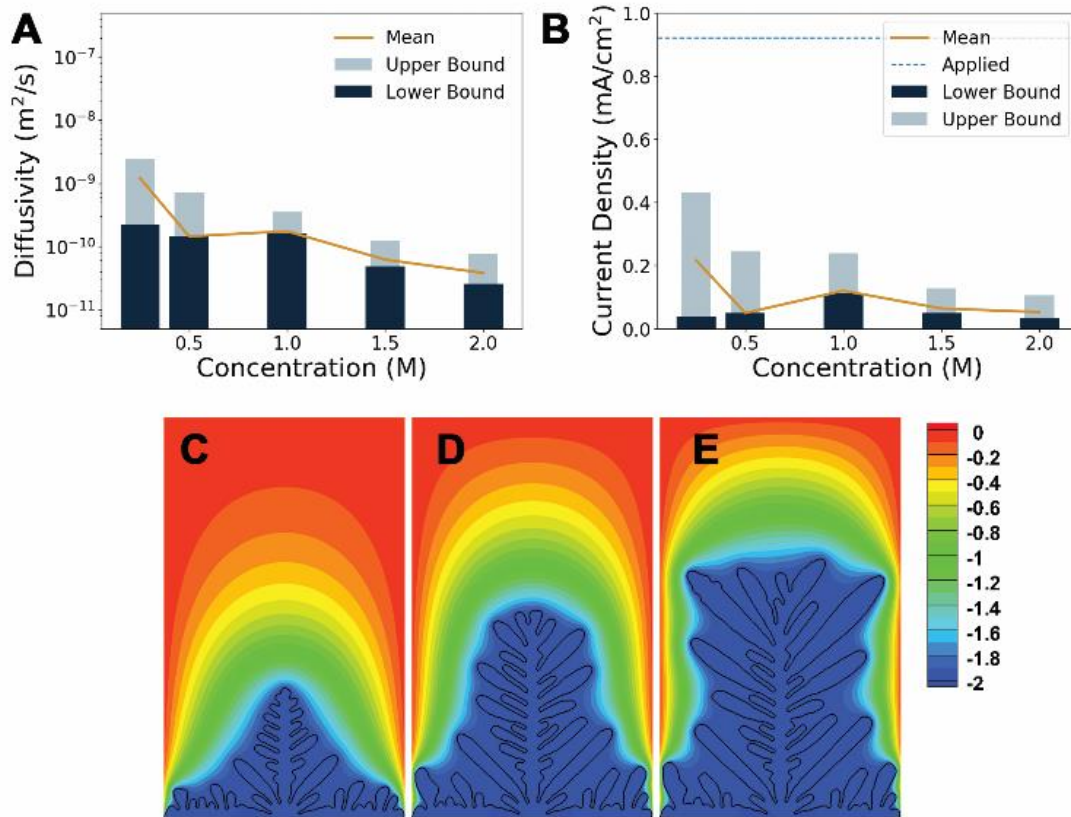 A
Mean
Upper Bound
Lower Bound
Diffusivity (m²/s)
10⁻⁷
10⁻⁸
10⁻⁹
10⁻¹⁰
10⁻¹¹
0.5 1.0 1.5 2.0
Concentration (M)
B
Mean
Applied
Lower Bound
Upper Bound
Current Density (mA/cm²)
1.0
0.8
0.6
0.4
0.2
0.0
0.5 1.0 1.5 2.0
Concentration (M)
C D E
0
-0.2
-0.4
-0.6
-0.8
-1
-1.2
-1.4
-1.6
-1.8
-2